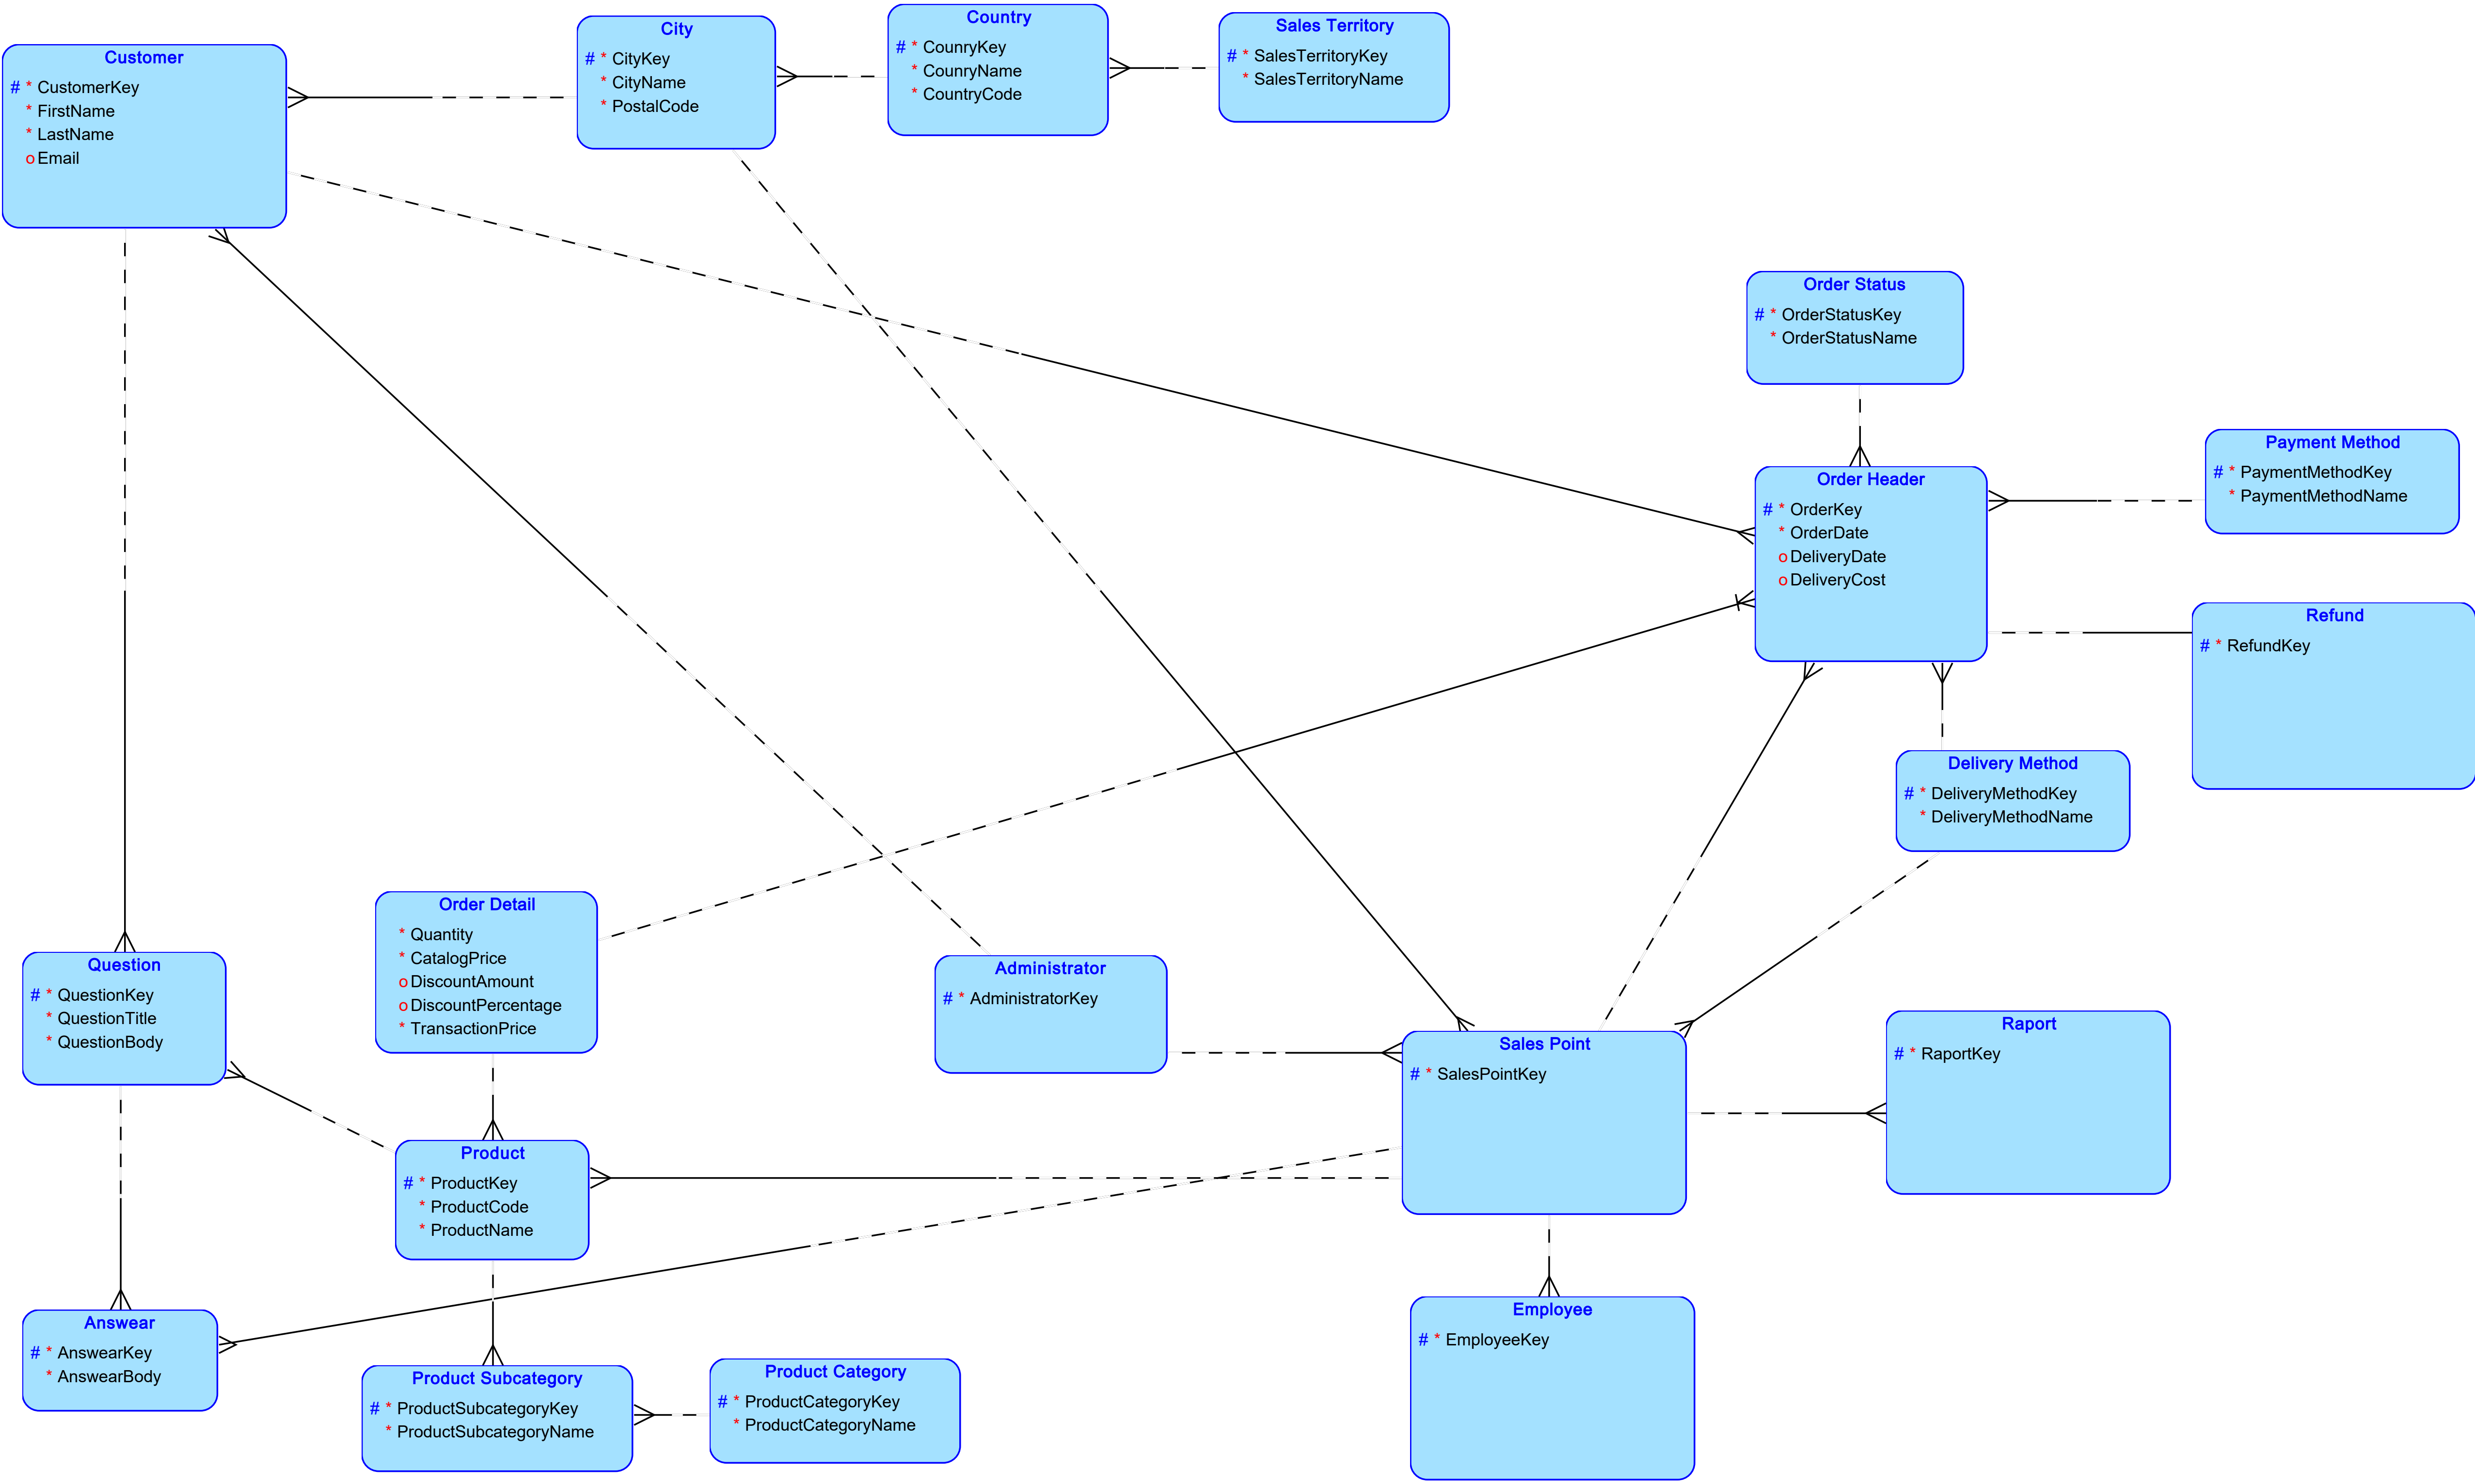 Customer
# * CustomerKey
* FirstName
* LastName
o Email
City
# * CityKey
* CityName
* PostalCode
Country
# * CounryKey
* CounryName
* CountryCode
Sales Territory
# * SalesTerritoryKey
* SalesTerritoryName
Order Status
# * OrderStatusKey
* OrderStatusName
Payment Method
# * PaymentMethodKey
* PaymentMethodName
Order Header
# * OrderKey
* OrderDate
o DeliveryDate
o DeliveryCost
Refund
# * RefundKey
Delivery Method
# * DeliveryMethodKey
* DeliveryMethodName
Order Detail
* Quantity
* CatalogPrice
o DiscountAmount
o DiscountPercentage
* TransactionPrice
Question
# * QuestionKey
* QuestionTitle
* QuestionBody
Administrator
# * AdministratorKey
Sales Point
# * SalesPointKey
Raport
# * RaportKey
Product
# * ProductKey
* ProductCode
* ProductName
Answear
# * AnswearKey
* AnswearBody
Product Subcategory
# * ProductSubcategoryKey
* ProductSubcategoryName
Product Category
# * ProductCategoryKey
* ProductCategoryName
Employee
# * EmployeeKey